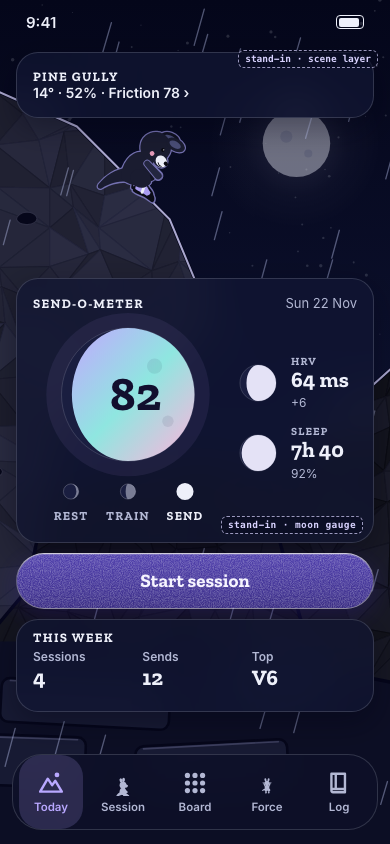 9:41
stand-in · scene layer
PINE GULLY
14° · 52% · Friction 78 ›
SEND-O-METER
Sun 22 Nov
82
HRV
64 ms
+6
SLEEP
7h 40
92%
REST TRAIN SEND
stand-in · moon gauge
Start session
THIS WEEK
Sessions Sends Top
4 12 V6
Today Session Board Force Log